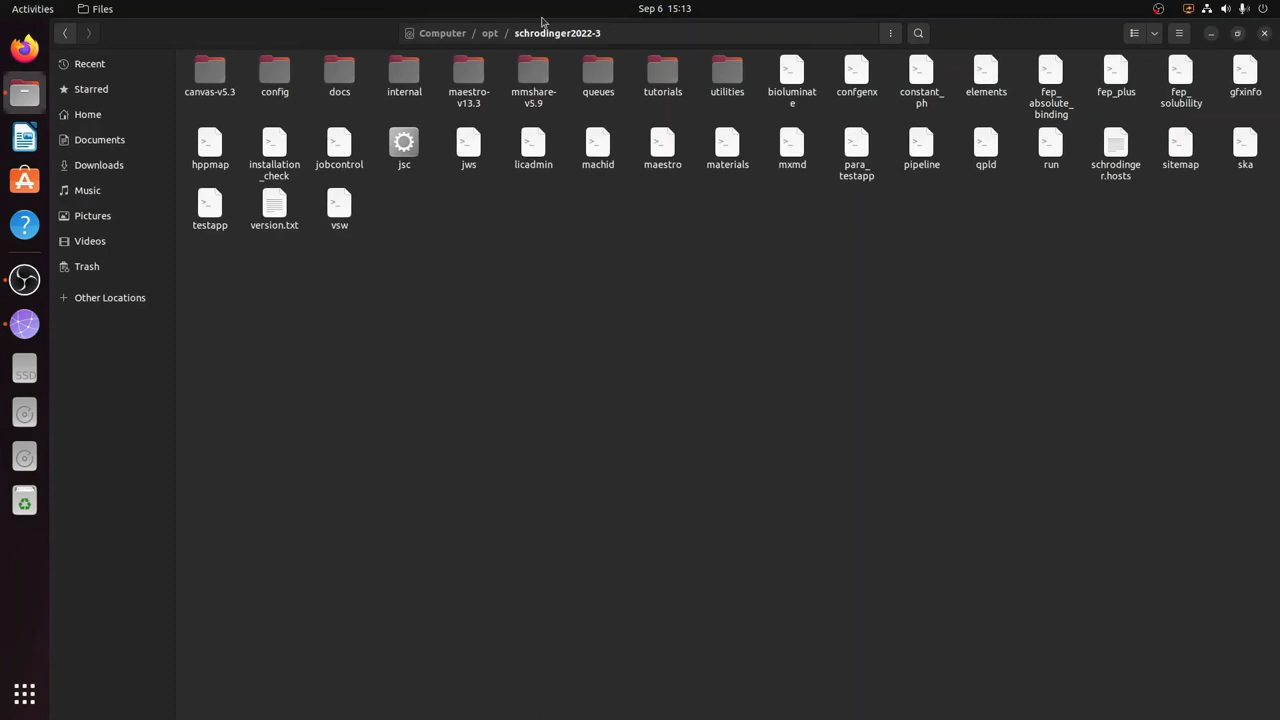 Activities
Files
Sep 6 15:13
Computer / opt / schrodinger2022-3
Recent
Starred
Home
Documents
Downloads
Music
Pictures
Videos
Trash
+ Other Locations
canvas-v5.3
config
docs
internal
maestro-
v13.3
mmshare-
v5.9
queues
tutorials
utilities
bioluminat
e
confgenx
constant_
ph
elements
fep_
absolute_
binding
fep_plus
fep_
solubility
gfxinfo
hppmap
installation
_check
jobcontrol
jsc
jws
licadmin
machid
maestro
materials
mxmd
para_
testapp
pipeline
qpld
run
schrodinge
r.hosts
sitemap
ska
testapp
version.txt
vsw
SSD